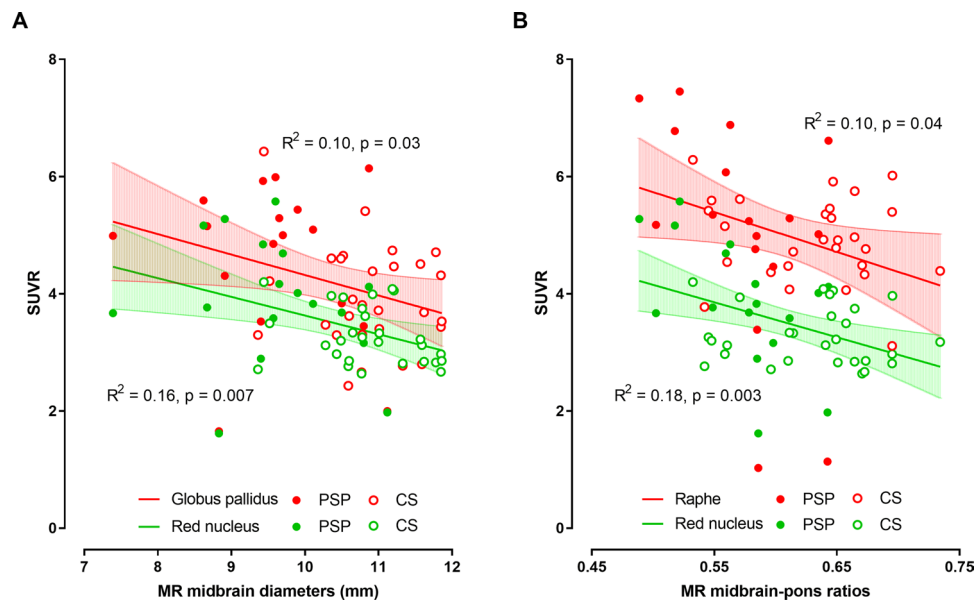 A
B
8
6
4
2
0
SUVR
R² = 0.10, p = 0.03
R² = 0.16, p = 0.007
Globus pallidus PSP CS
Red nucleus PSP CS
7 8 9 10 11 12
MR midbrain diameters (mm)
8
6
4
2
0
SUVR
R² = 0.10, p = 0.04
R² = 0.18, p = 0.003
Raphe PSP CS
Red nucleus PSP CS
0.45 0.55 0.65 0.75
MR midbrain-pons ratios